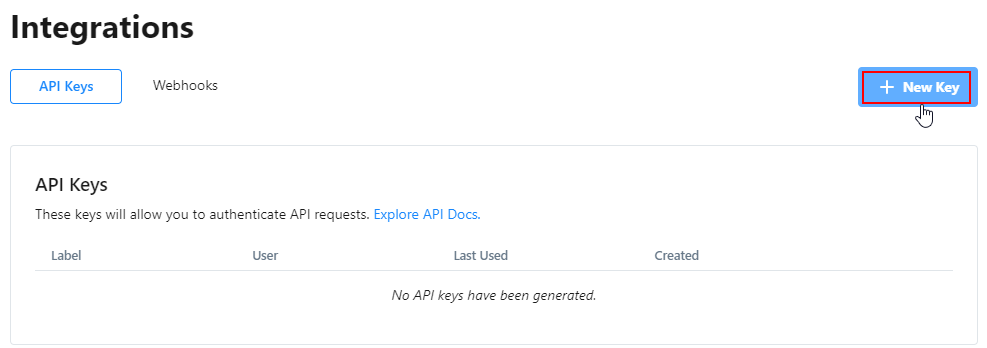 Integrations
API Keys
Webhooks
New Key
API Keys
These keys will allow you to authenticate API requests. Explore API Docs.
Label User Last Used Created
No API keys have been generated.